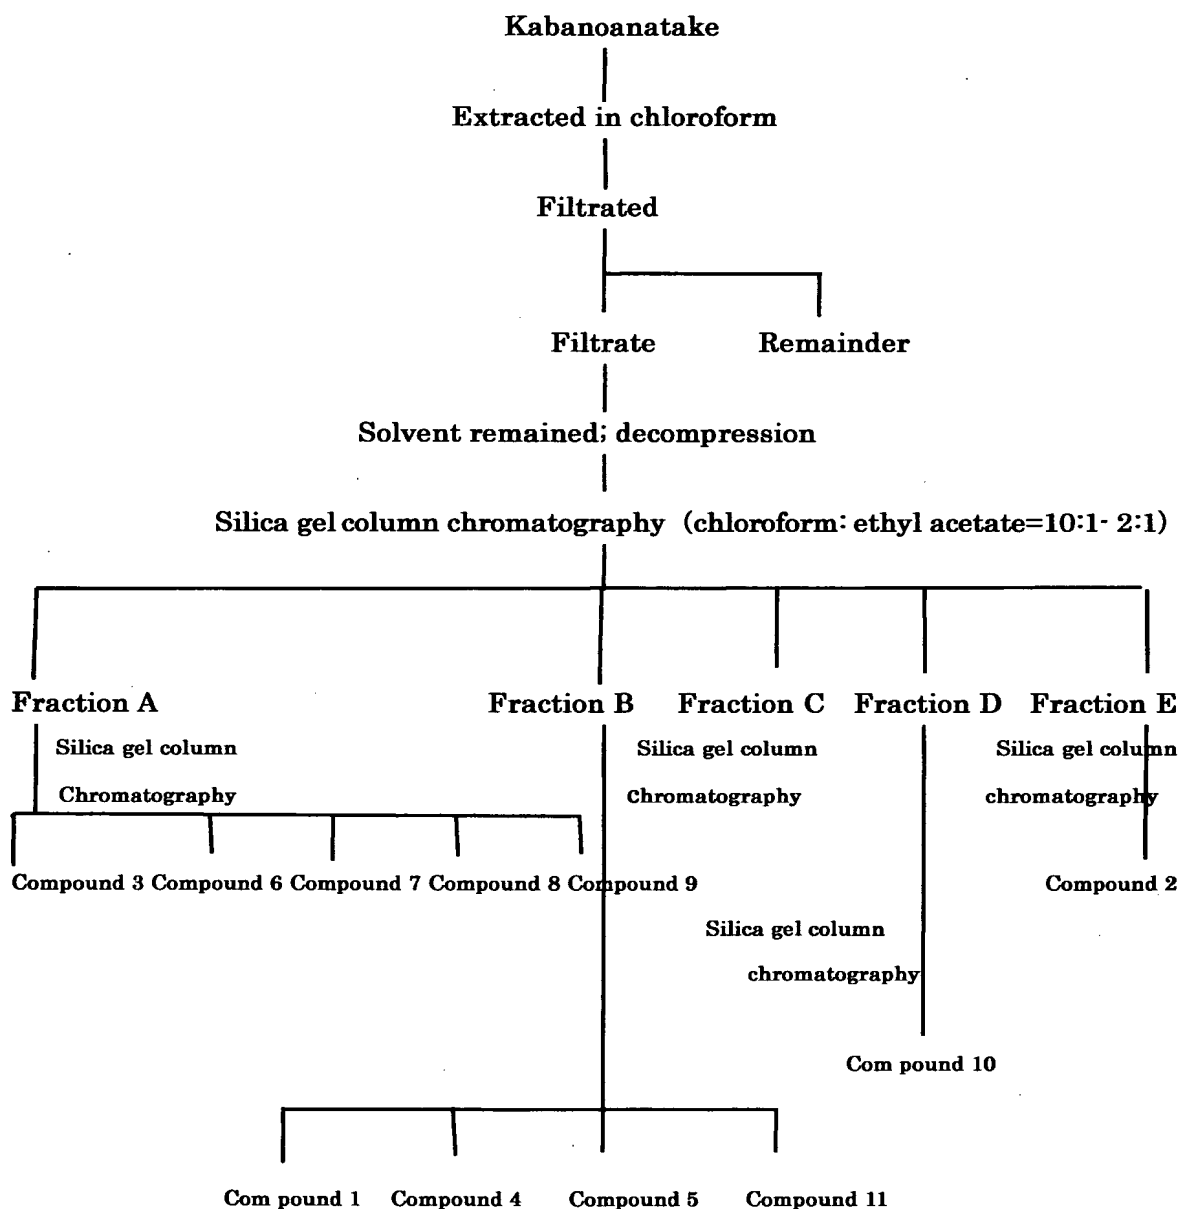 Kabanoanatake
Extracted in chloroform
Filtrated
Filtrate Remainder
Solvent remained; decompression
Silica gel column chromatography (chloroform: ethyl acetate=10:1- 2:1)
Fraction A Fraction B Fraction C Fraction D Fraction E
Silica gel column Silica gel column Silica gel column
Chromatography chromatography chromatography
Compound 3 Compound 6 Compound 7 Compound 8 Compound 9 Compound 2
Silica gel column
chromatography
Com pound 10
Com pound 1 Compound 4 Compound 5 Compound 11